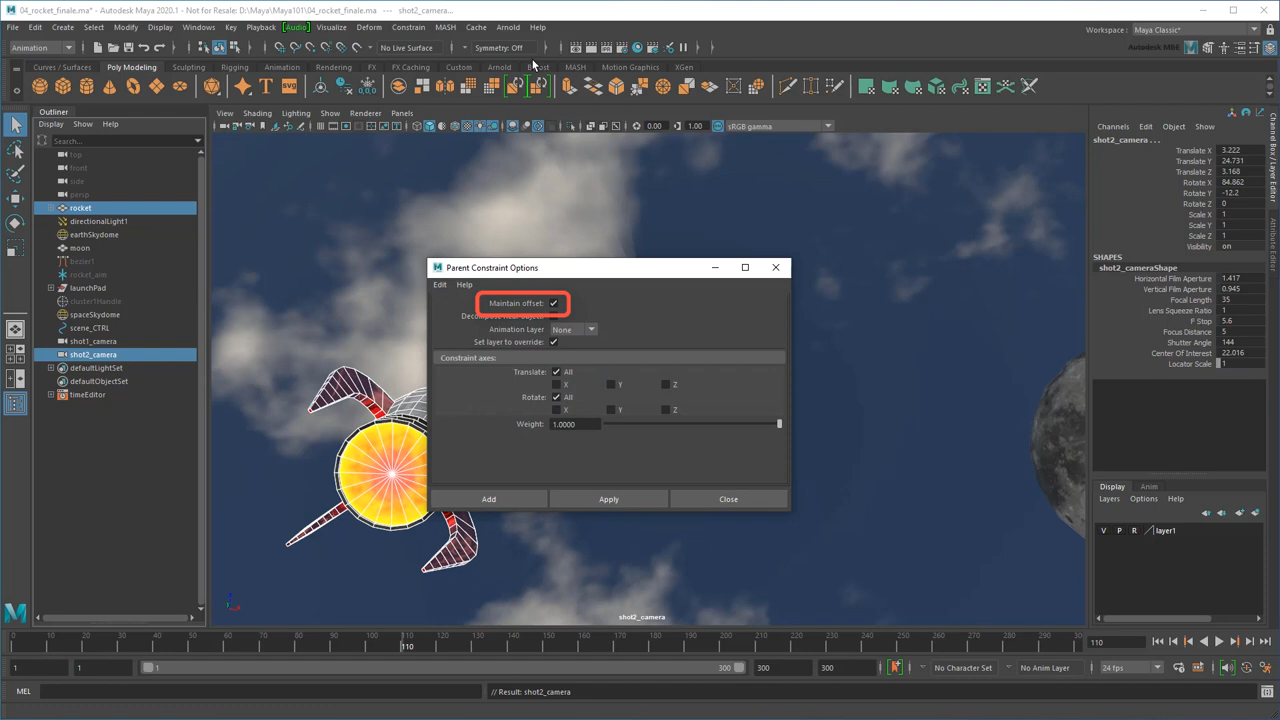 04_rocket_finale.ma* - Autodesk Maya 2020.1 - Not for Resale: D:\Maya\Maya101\04_rocket_finale.ma --- shot2_camera...
File Edit Create Select Modify Display Windows Key Playback [Audio] Visualize Deform Constrain MASH Cache Arnold Help
Workspace: Maya Classic*
Animation No Live Surface Symmetry: Off
Curves / Surfaces Poly Modeling Sculpting Rigging Animation Rendering FX FX Caching Custom Arnold MASH Motion Graphics XGen
Outliner
Display Show Help
Search...
top
front
side
persp
rocket
directionalLight1
earthSkydome
moon
bezier1
rocket_aim
launchPad
cluster1Handle
spaceSkydome
scene_CTRL
shot1_camera
shot2_camera
defaultLightSet
defaultObjectSet
timeEditor
View Shading Lighting Show Renderer Panels
0.00 1.00 sRGB gamma
Parent Constraint Options
Edit Help
Maintain offset:
Animation Layer None
Set layer to override:
Constraint axes:
Translate: All
X Y Z
Rotate: All
X Y Z
Weight: 1.0000
Add Apply Close
shot2_camera
Channels Edit Object Show
shot2_camera . . .
Translate X 3.222
Translate Y 24.731
Translate Z 3.168
Rotate X 84.862
Rotate Y -12.2
Rotate Z 0
Scale X 1
Scale Y 1
Scale Z 1
Visibility on
SHAPES
shot2_cameraShape
Horizontal Film Aperture 1.417
Vertical Film Aperture 0.945
Focal Length 35
Lens Squeeze Ratio 1
F Stop 5.6
Focus Distance 5
Shutter Angle 144
Center Of Interest 22.016
Locator Scale 1
Channel Box / Layer Editor
Attribute Editor
Display Anim
Layers Options Help
V P R layer1
0 10 20 30 40 50 60 70 80 90 100 110 120 130 140 150 160 170 180 190 200 210 220 230 240 250 260 270 280 290 300
110
110
1 1 1 300 300 300 No Character Set No Anim Layer 24 fps
MEL // Result: shot2_camera